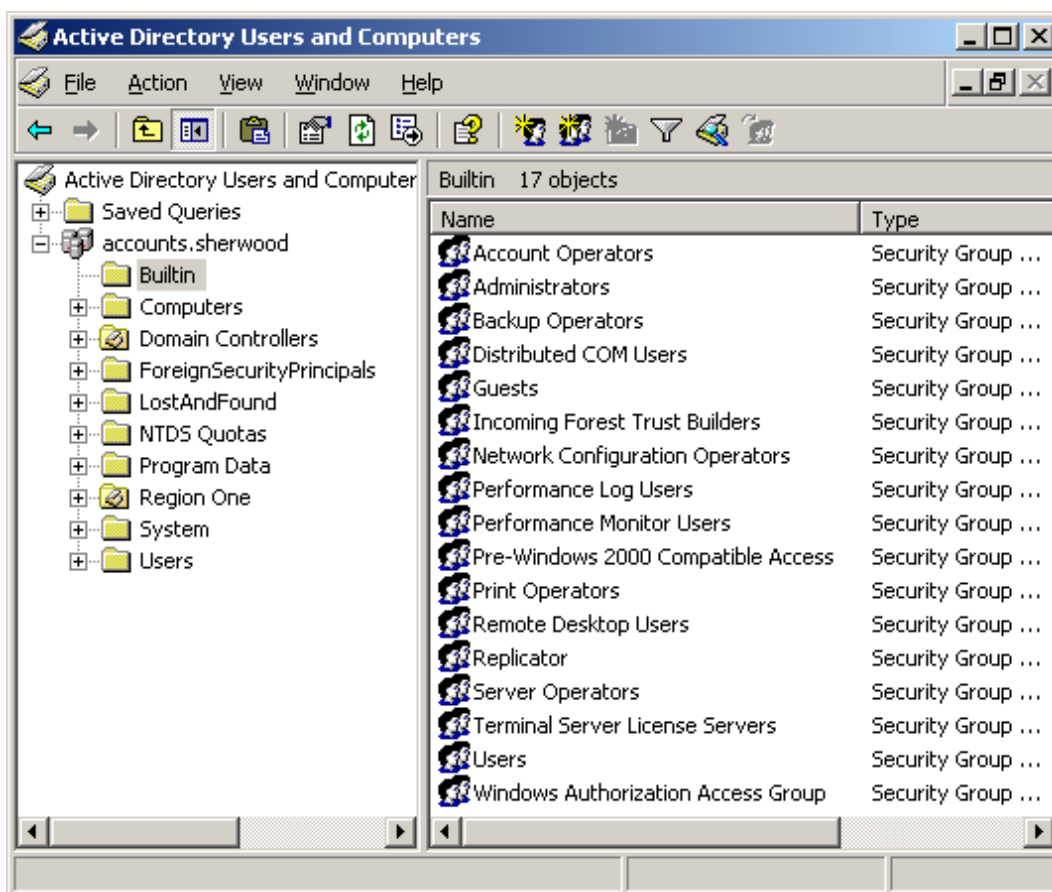 Active Directory Users and Computers
File Action View Window Help
Active Directory Users and Computer
Saved Queries
accounts.sherwood
Builtin
Computers
Domain Controllers
ForeignSecurityPrincipals
LostAndFound
NTDS Quotas
Program Data
Region One
System
Users
Builtin 17 objects
Name Type
Account Operators Security Group ...
Administrators Security Group ...
Backup Operators Security Group ...
Distributed COM Users Security Group ...
Guests Security Group ...
Incoming Forest Trust Builders Security Group ...
Network Configuration Operators Security Group ...
Performance Log Users Security Group ...
Performance Monitor Users Security Group ...
Pre-Windows 2000 Compatible Access Security Group ...
Print Operators Security Group ...
Remote Desktop Users Security Group ...
Replicator Security Group ...
Server Operators Security Group ...
Terminal Server License Servers Security Group ...
Users Security Group ...
Windows Authorization Access Group Security Group ...